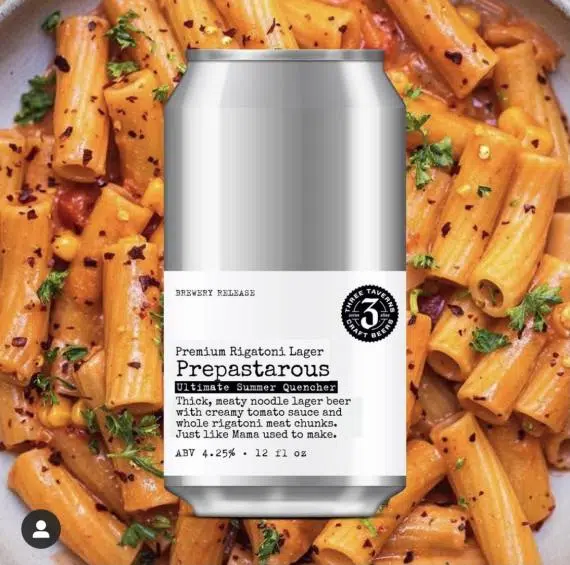 BREWERY RELEASE
THREE TAVERNS
3
CRAFT BEERS
Premium Rigatoni Lager
Prepastarous
Ultimate Summer Quencher
Thick, meaty noodle lager beer
with creamy tomato sauce and
whole rigatoni meat chunks.
Just like Mama used to make.
ABV 4.25% • 12 fl oz